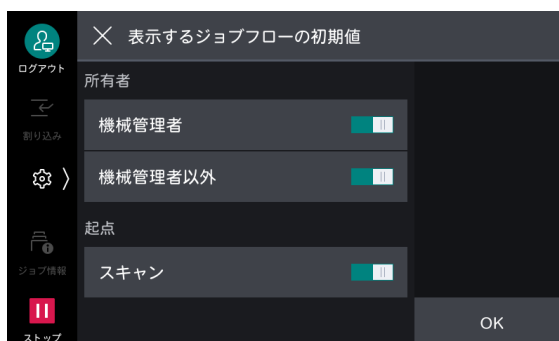 表示するジョブフローの初期値
ログアウト
所有者
機械管理者
割り込み
機械管理者以外
起点
スキャン
ジョブ情報
OK
ストップ